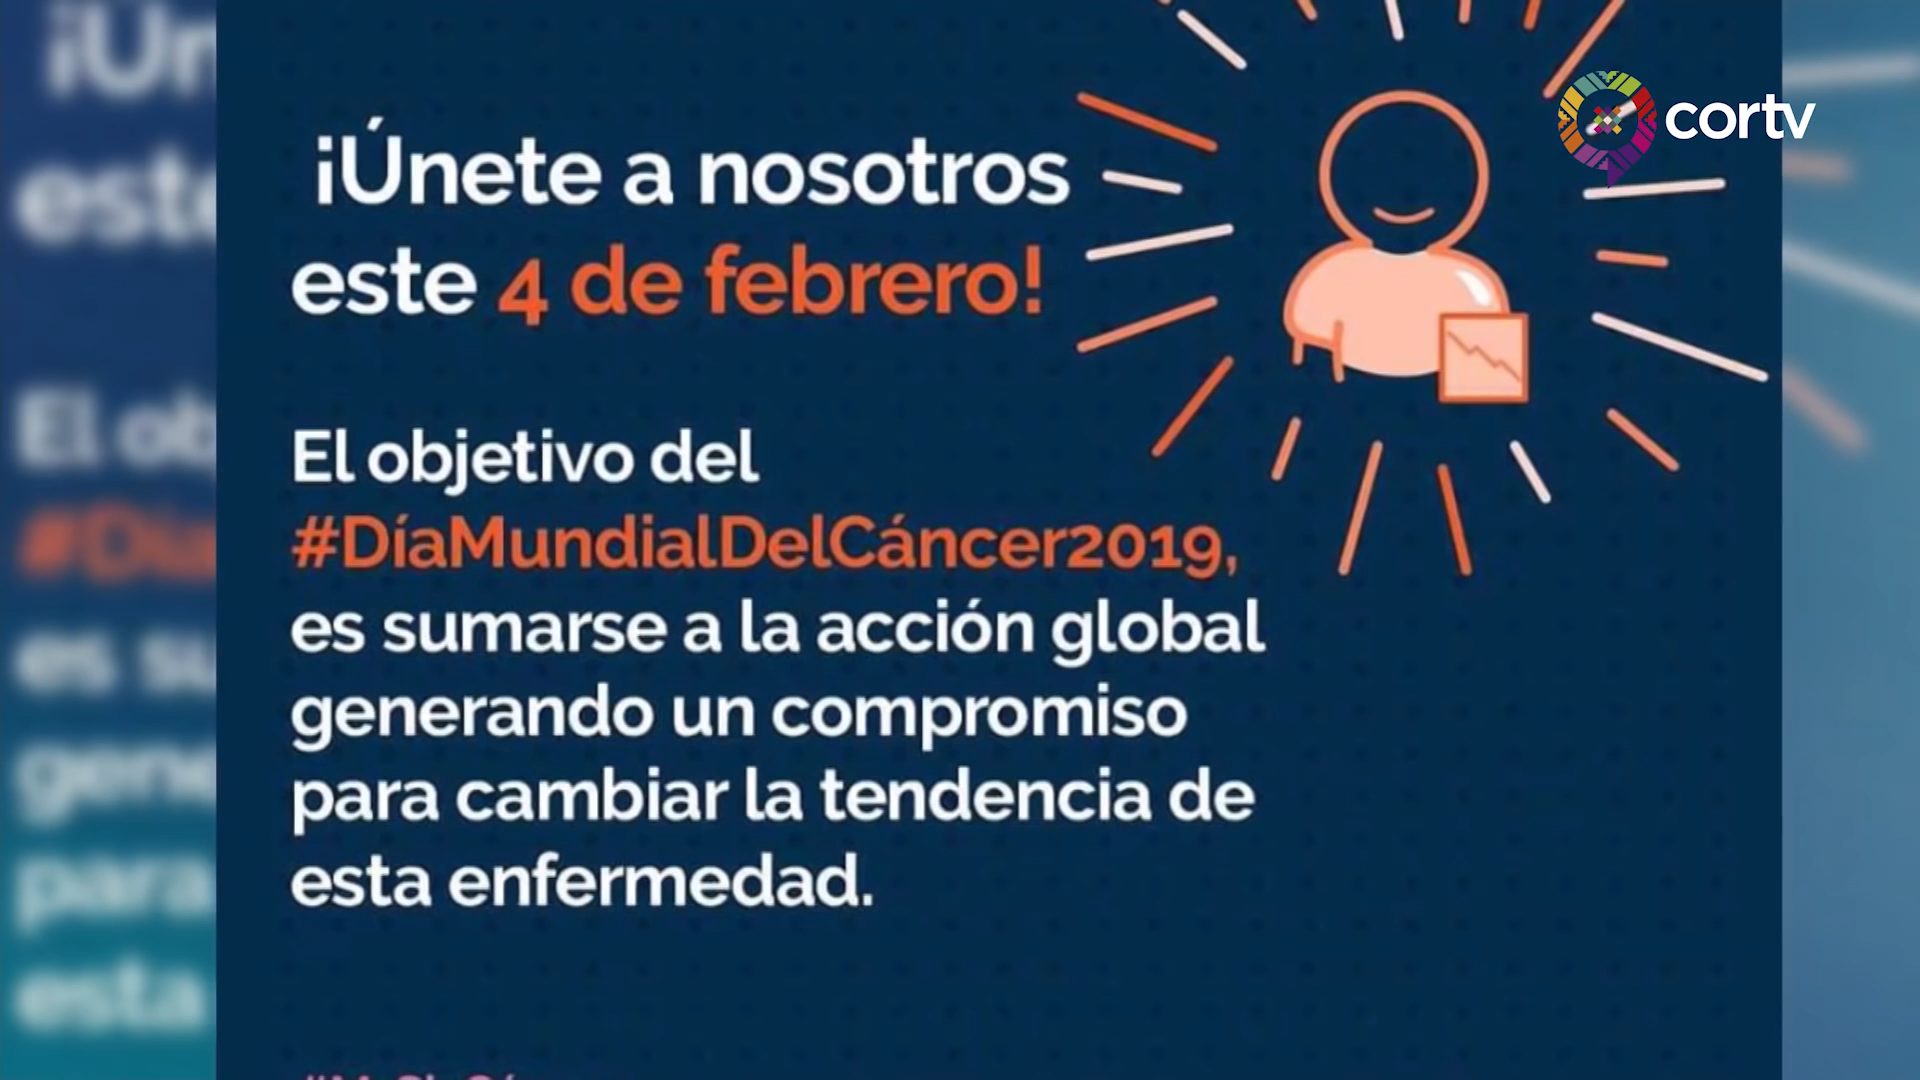 cortv
¡Únete a nosotros
este 4 de febrero!
El objetivo del
#DíaMundialDelCáncer2019,
es sumarse a la acción global
generando un compromiso
para cambiar la tendencia de
esta enfermedad.